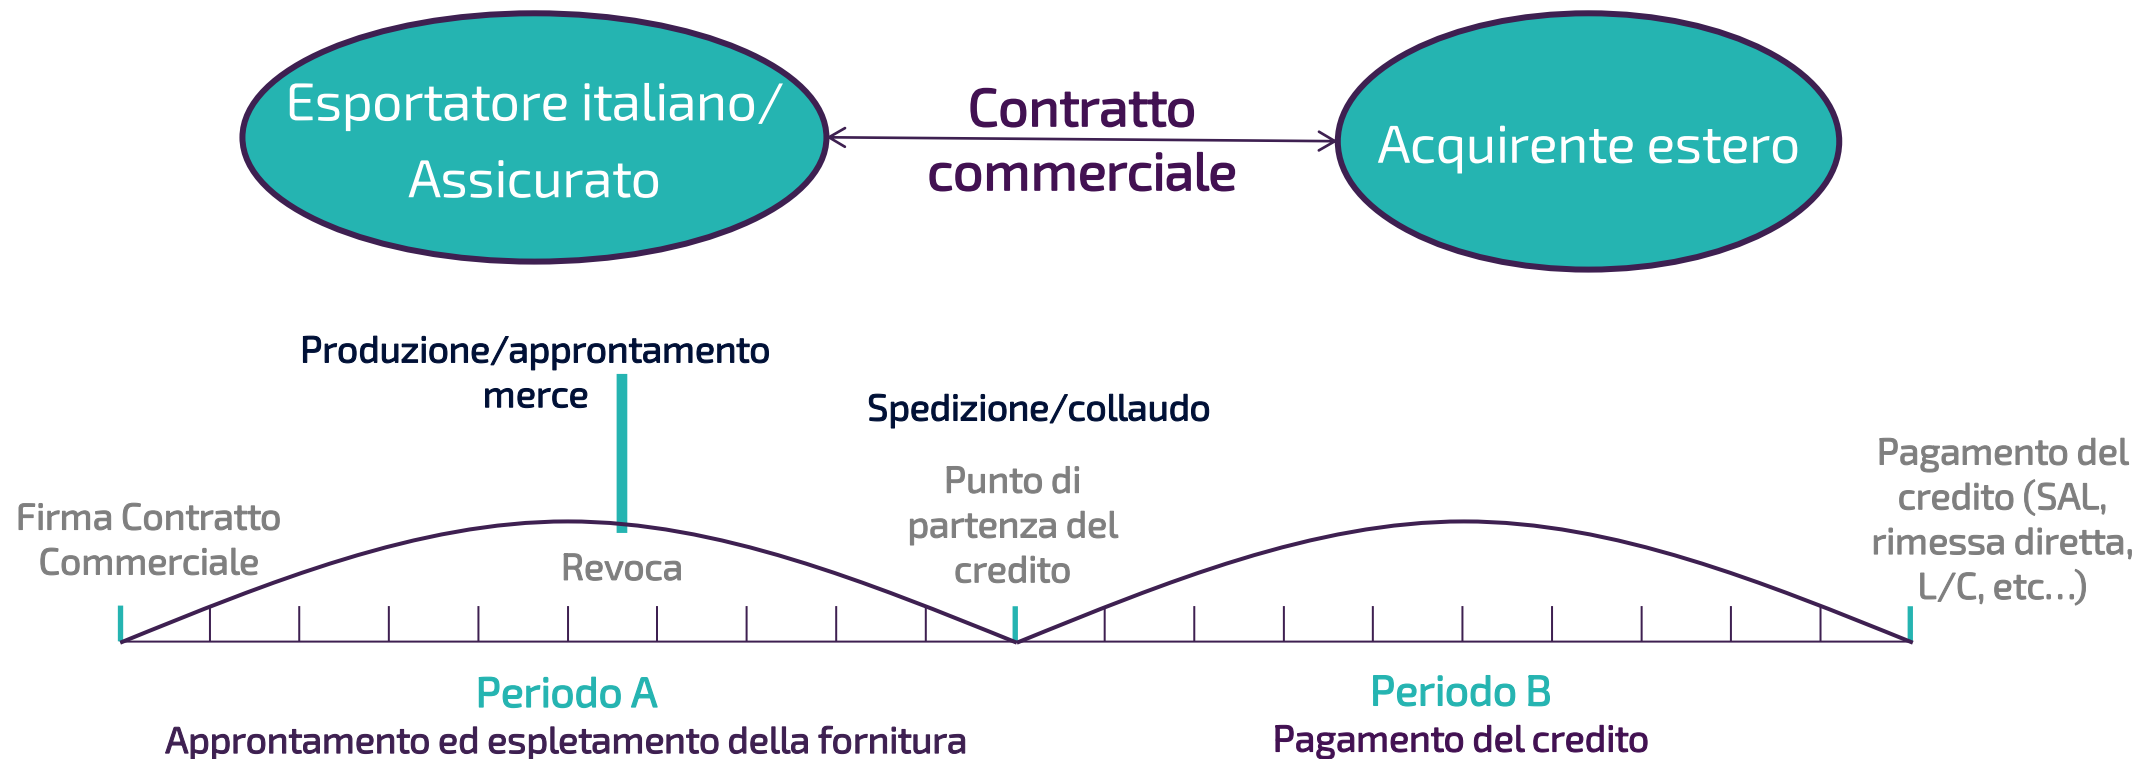 Esportatore italiano/
Assicurato
Contratto
commerciale
Acquirente estero
Produzione/approntamento
merce
Spedizione/collaudo
Firma Contratto
Commerciale
Revoca
Punto di
partenza del
credito
Pagamento del
credito (SAL,
rimessa diretta,
L/C, etc...)
Periodo A
Approntamento ed espletamento della fornitura
Periodo B
Pagamento del credito